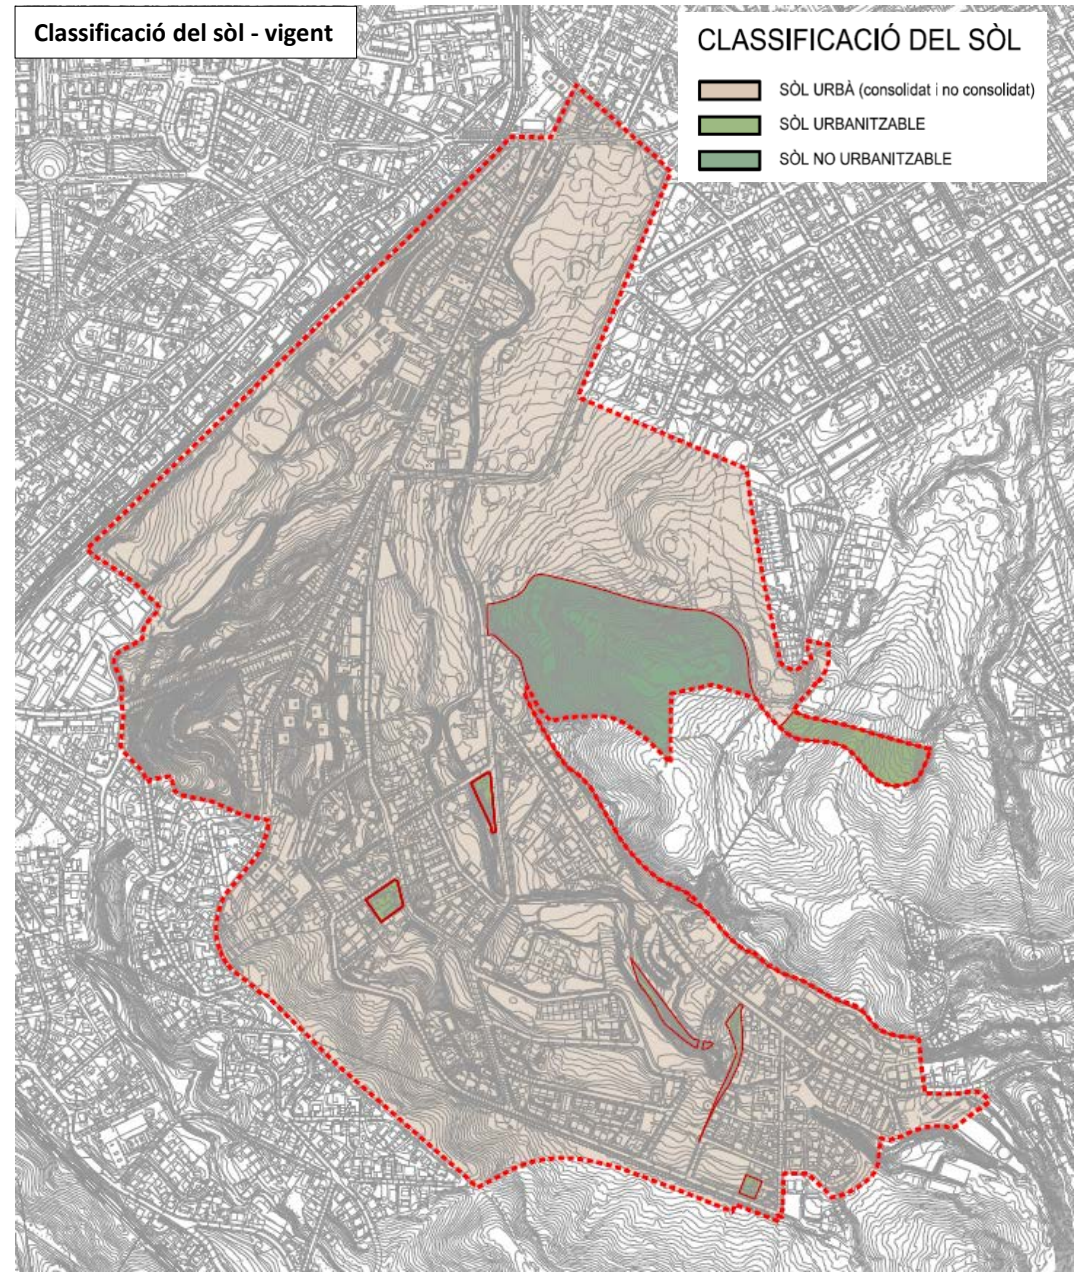 Classificació del sòl - vigent
CLASSIFICACIÓ DEL SÒL
SÒL URBÀ (consolidat i no consolidat)
SÒL URBANITZABLE
SÒL NO URBANITZABLE